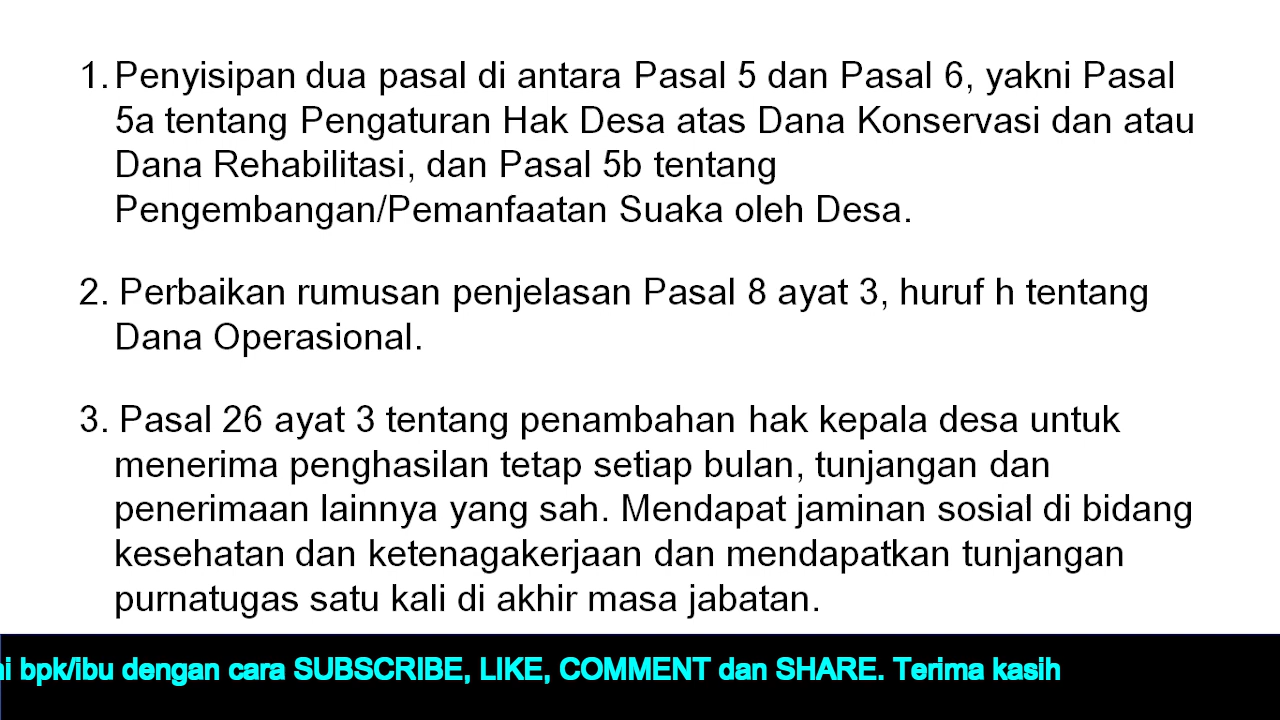 1. Penyisipan dua pasal di antara Pasal 5 dan Pasal 6, yakni Pasal
5a tentang Pengaturan Hak Desa atas Dana Konservasi dan atau
Dana Rehabilitasi, dan Pasal 5b tentang
Pengembangan/Pemanfaatan Suaka oleh Desa.
2. Perbaikan rumusan penjelasan Pasal 8 ayat 3, huruf h tentang
Dana Operasional.
3. Pasal 26 ayat 3 tentang penambahan hak kepala desa untuk
menerima penghasilan tetap setiap bulan, tunjangan dan
penerimaan lainnya yang sah. Mendapat jaminan sosial di bidang
kesehatan dan ketenagakerjaan dan mendapatkan tunjangan
purnatugas satu kali di akhir masa jabatan.
bpk/ibu dengan cara SUBSCRIBE, LIKE, COMMENT dan SHARE. Terima kasih